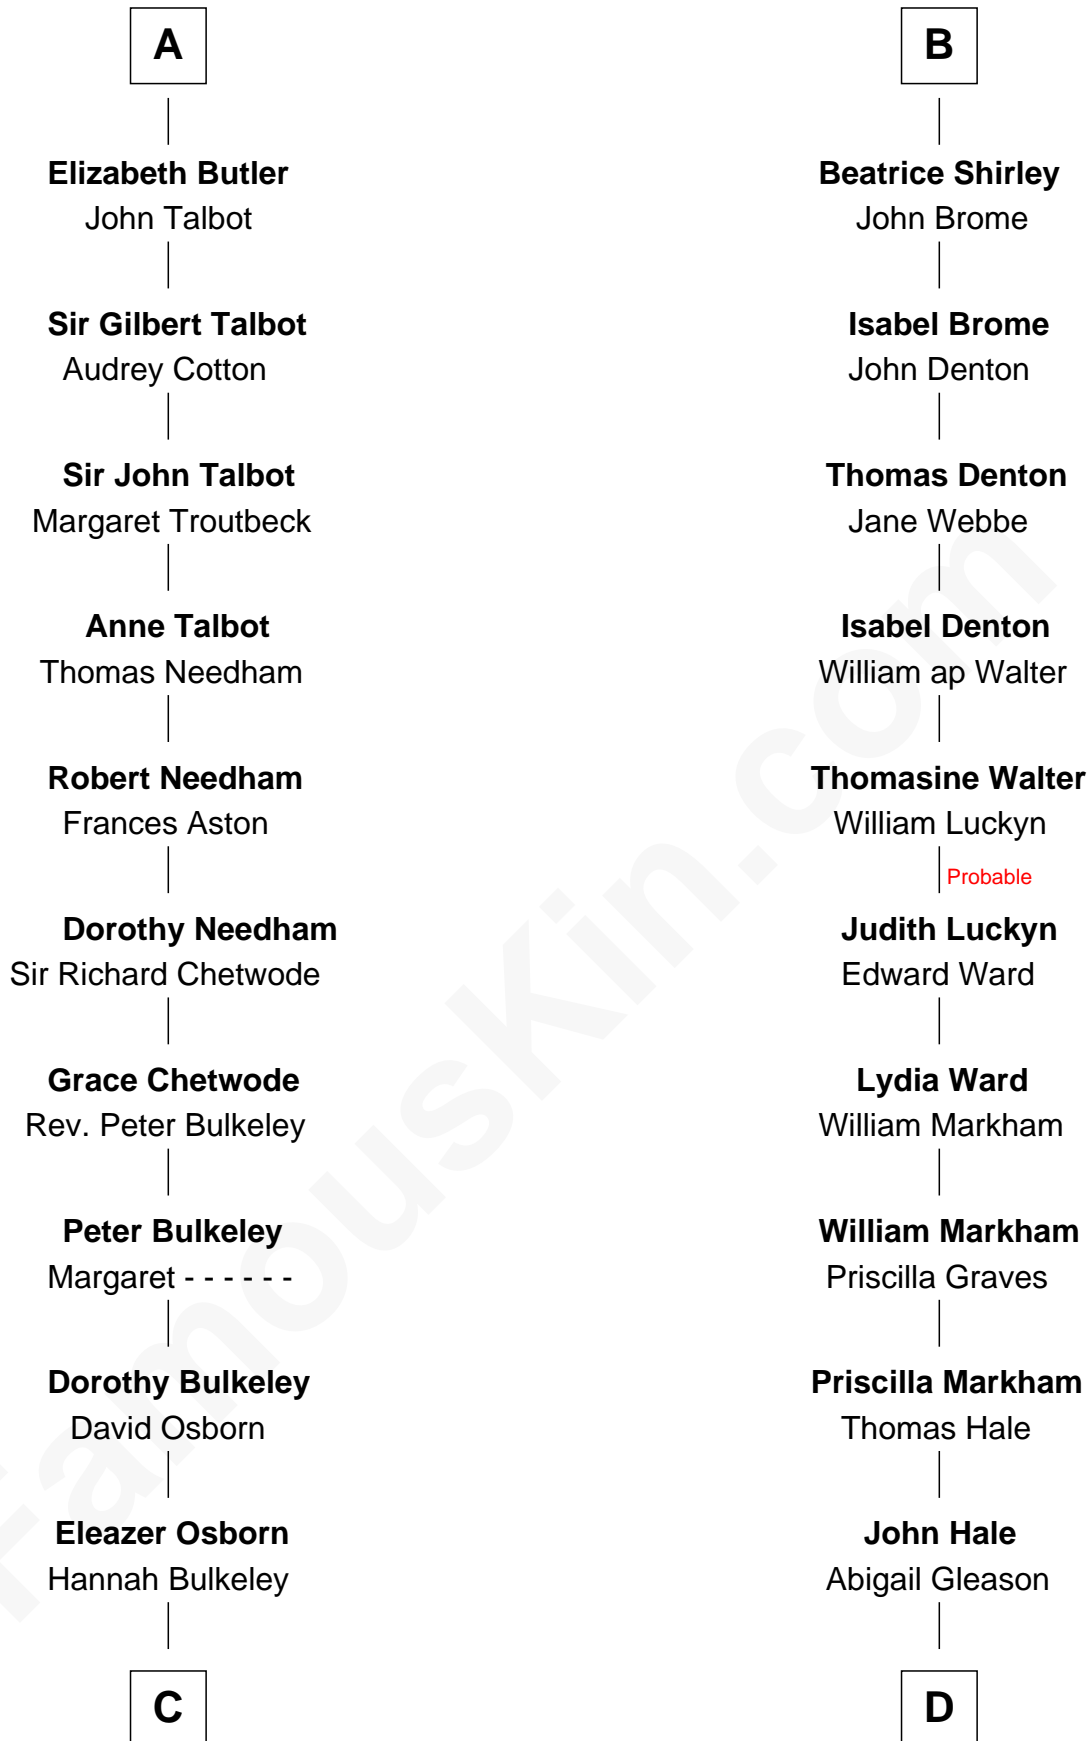 A
Elizabeth Butler
John Talbot
Sir Gilbert Talbot
Audrey Cotton
Sir John Talbot
Margaret Troutbeck
Anne Talbot
Thomas Needham
Robert Needham
Frances Aston
Dorothy Needham
Sir Richard Chetwode
Grace Chetwode
Rev. Peter Bulkeley
Peter Bulkeley
Margaret - - - - - -
Dorothy Bulkeley
David Osborn
Eleazer Osborn
Hannah Bulkeley
C
B
Beatrice Shirley
John Brome
Isabel Brome
John Denton
Thomas Denton
Jane Webbe
Isabel Denton
William ap Walter
Thomasine Walter
William Luckyn
Probable
Judith Luckyn
Edward Ward
Lydia Ward
William Markham
William Markham
Priscilla Graves
Priscilla Markham
Thomas Hale
John Hale
Abigail Gleason
D
FamousKin.com